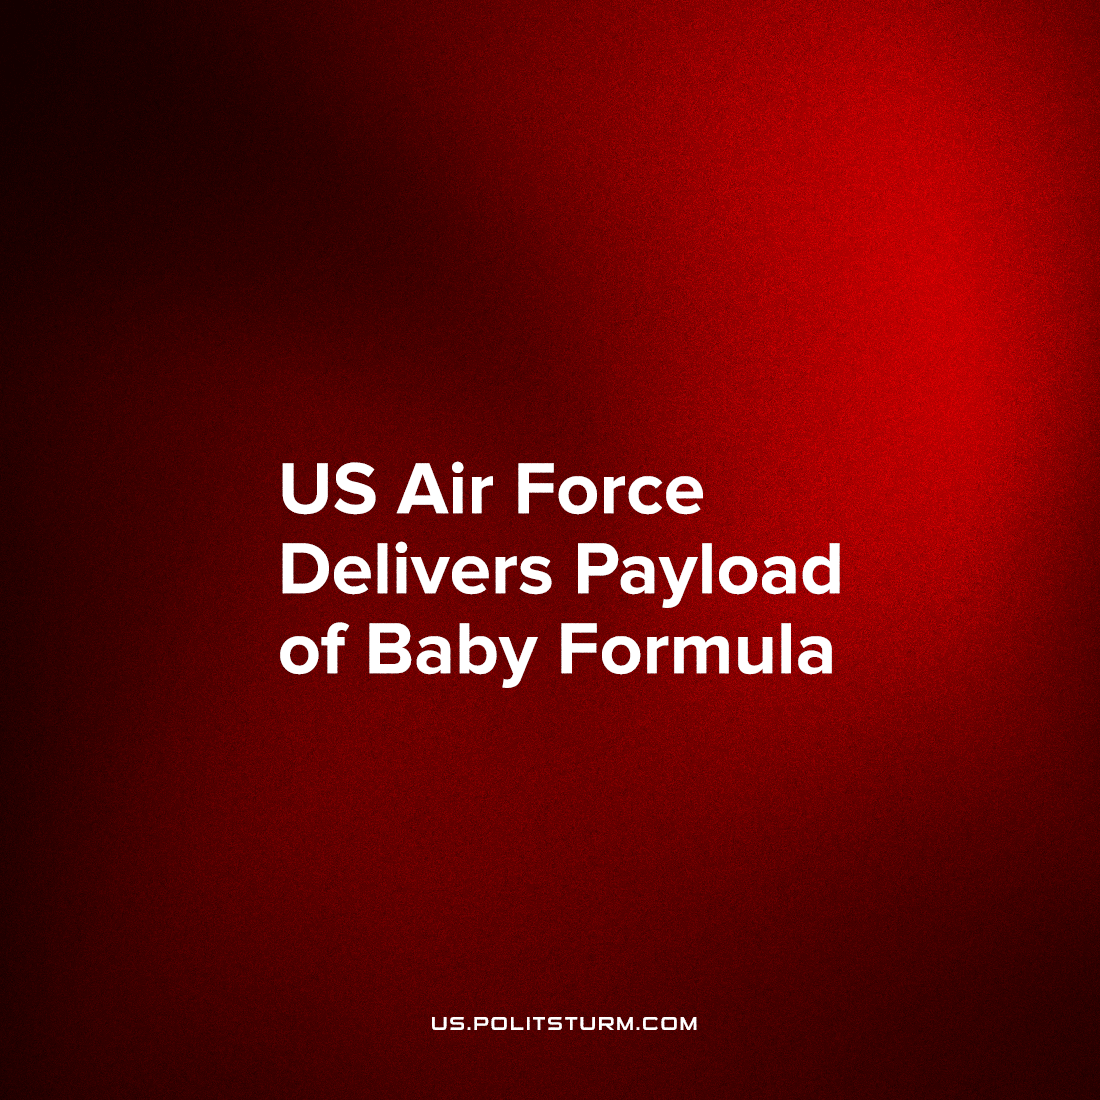 US Air Force
Delivers Payload
of Baby Formula
US.POLITSTURM.COM